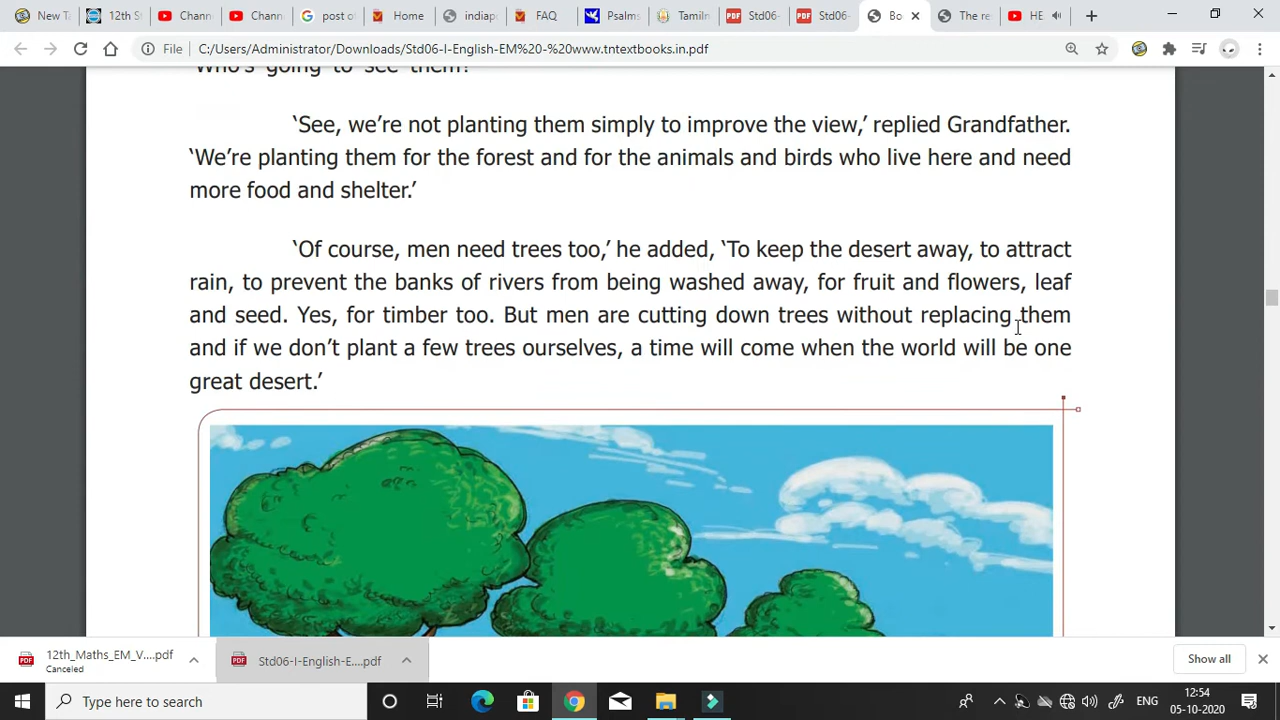 New T
12th St
Chann
Chann
post o
Home
indiap
FAQ
Psalms
Tamiln
Std06-
Std06-
Bo
The re
HE
File
C:/Users/Administrator/Downloads/Std06-I-English-EM%20-%20www.tntextbooks.in.pdf
'Who's going to see them?'
'See, we're not planting them simply to improve the view,' replied Grandfather.
'We're planting them for the forest and for the animals and birds who live here and need
more food and shelter.'
'Of course, men need trees too,' he added, 'To keep the desert away, to attract
rain, to prevent the banks of rivers from being washed away, for fruit and flowers, leaf
and seed. Yes, for timber too. But men are cutting down trees without replacing them
and if we don't plant a few trees ourselves, a time will come when the world will be one
great desert.'
12th_Maths_EM_V....pdf
Canceled
Std06-I-English-E....pdf
Show all
Type here to search
ENG
12:54
05-10-2020